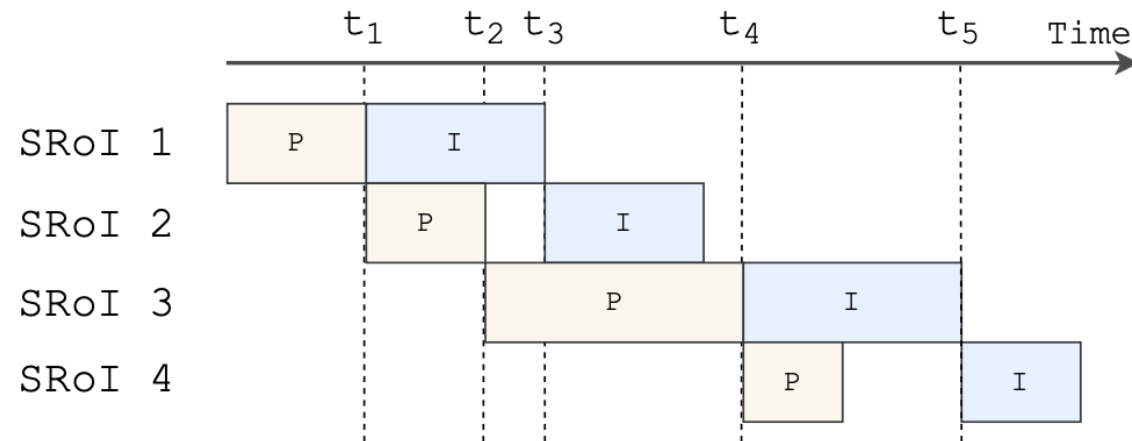 t1 t2 t3 t4 t5 Time
SRoI 1 P I
SRoI 2 P I
SRoI 3 P I
SRoI 4 P I